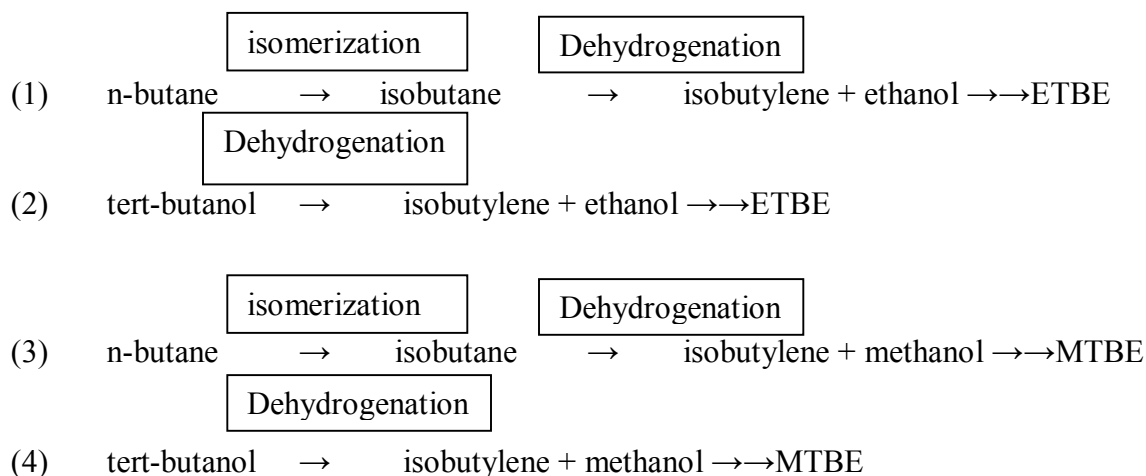 isomerization Dehydrogenation
(1) n-butane → isobutane → isobutylene + ethanol →→ETBE
Dehydrogenation
(2) tert-butanol → isobutylene + ethanol →→ETBE
isomerization Dehydrogenation
(3) n-butane → isobutane → isobutylene + methanol →→MTBE
Dehydrogenation
(4) tert-butanol → isobutylene + methanol →→MTBE